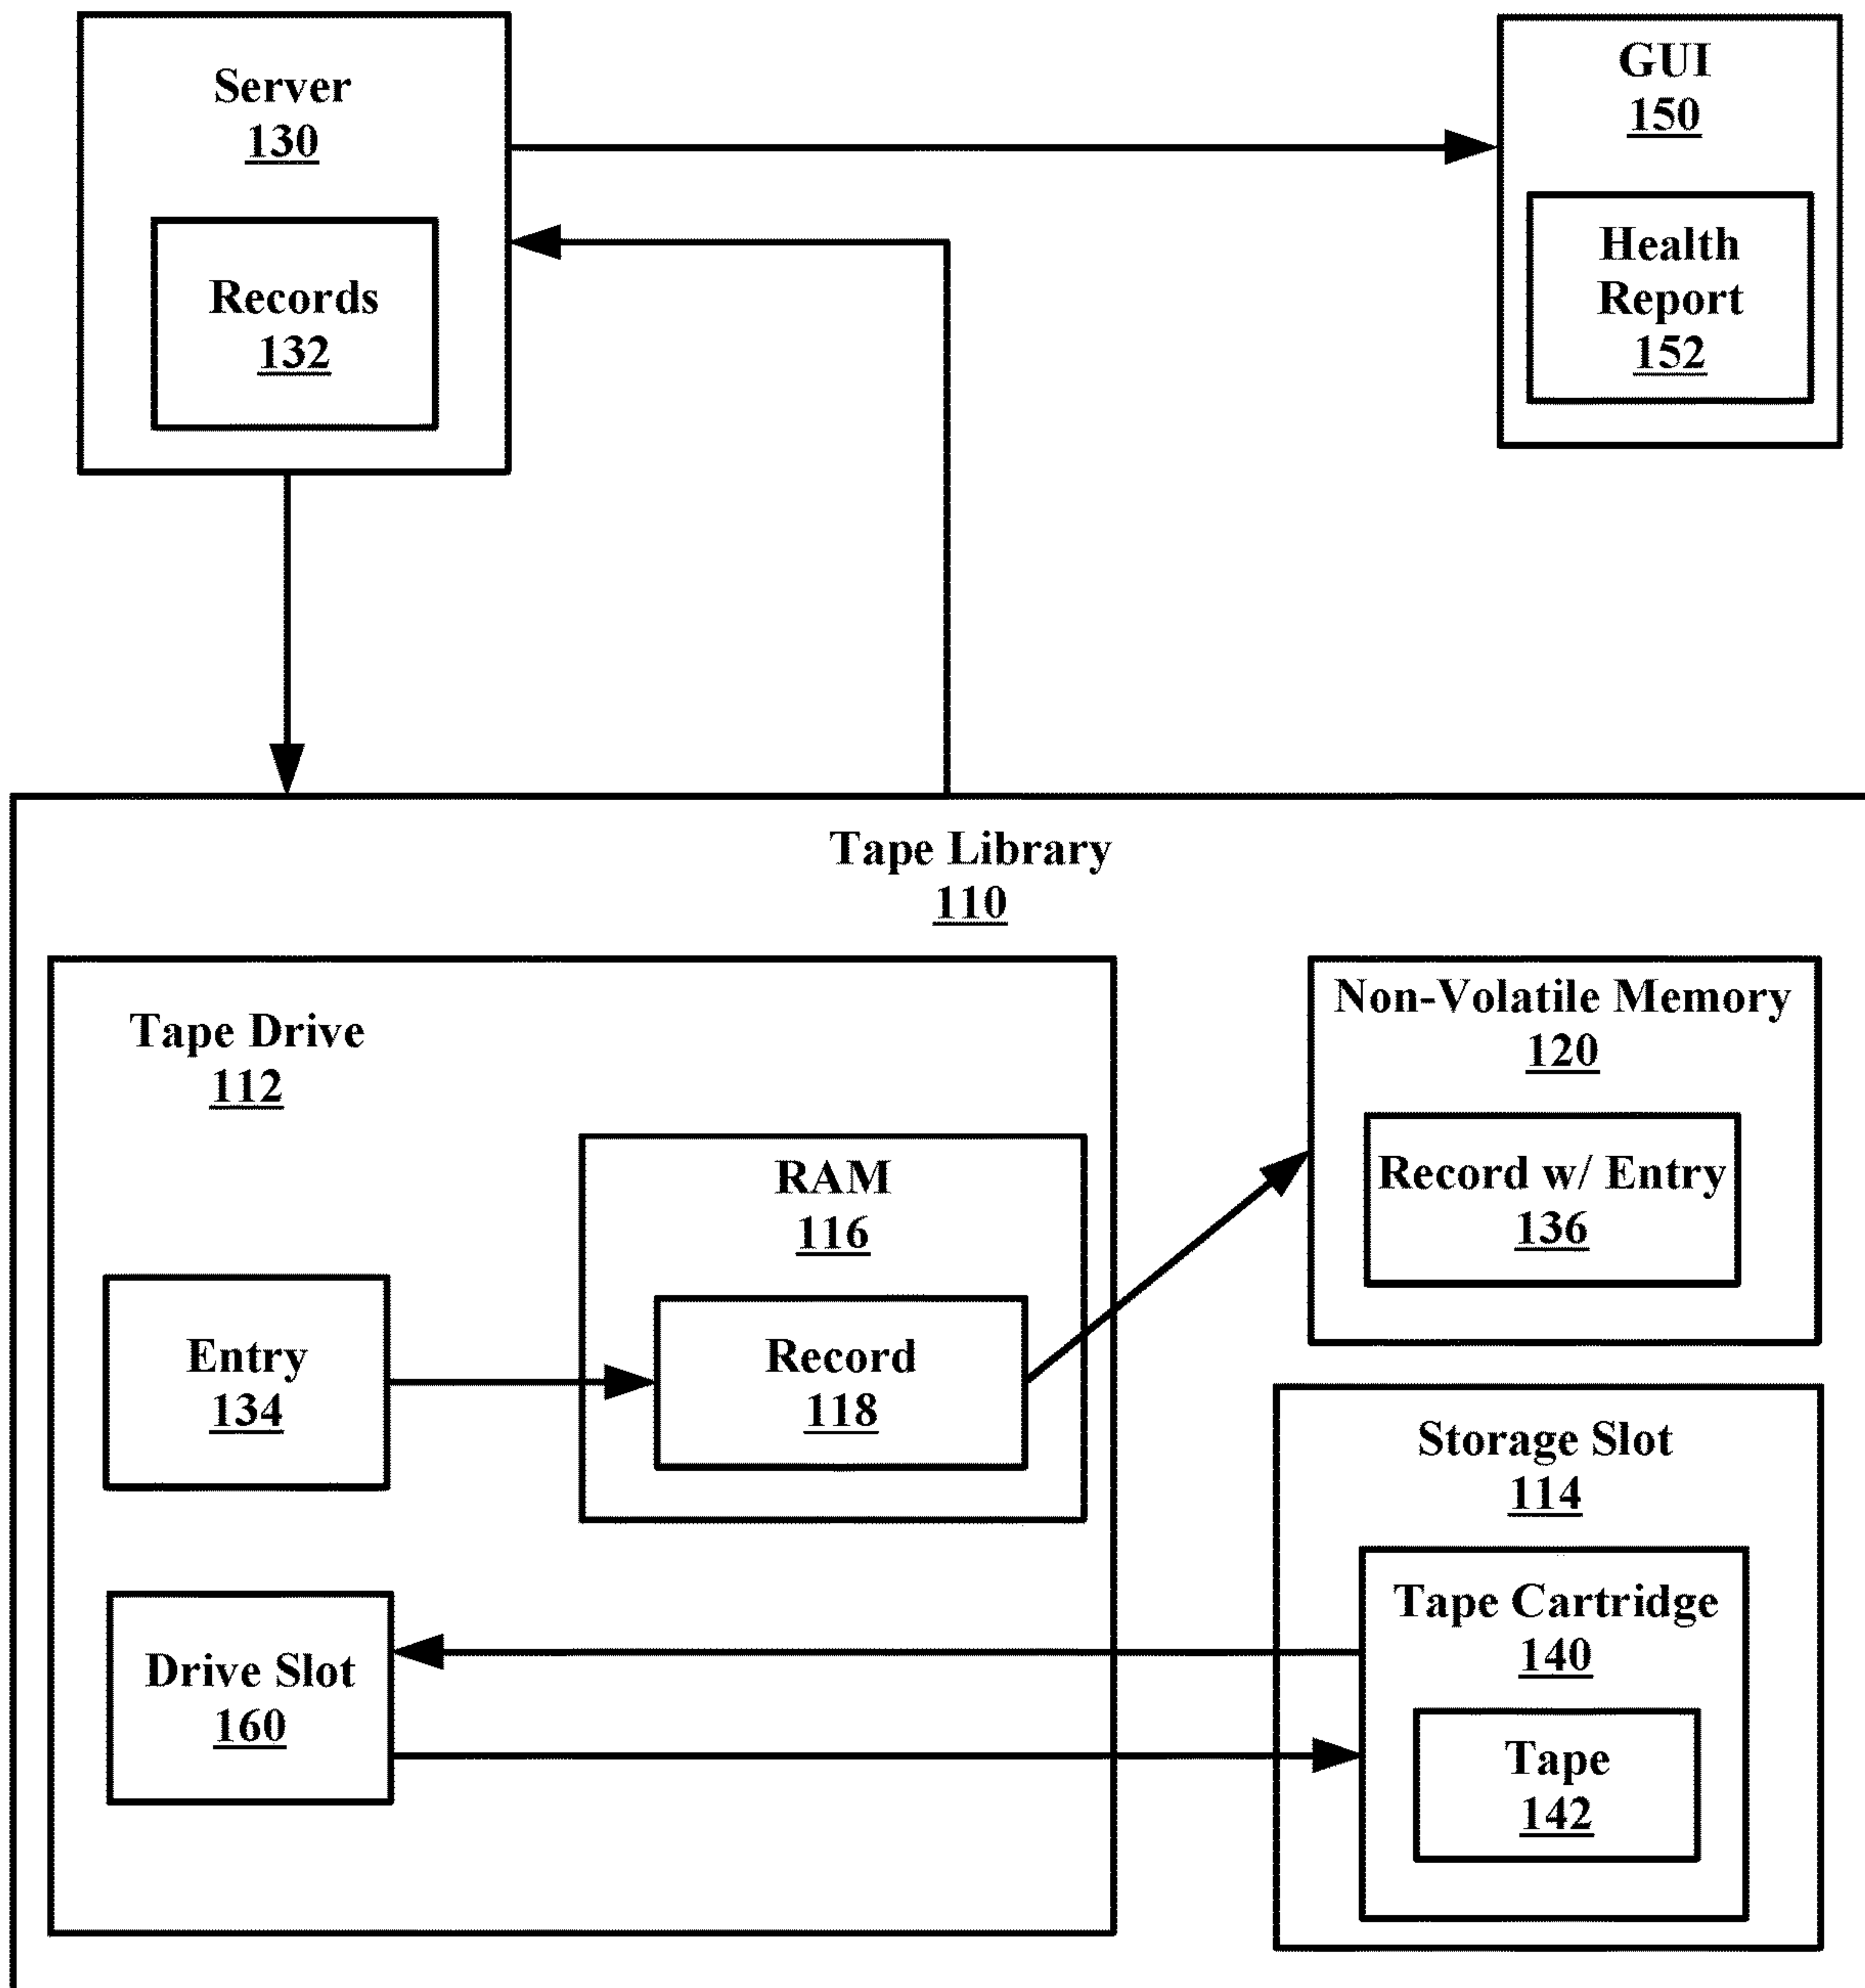 Server
130
Records
132
GUI
150
Health
Report
152
Tape Library
110
Tape Drive
112
RAM
116
Entry
134
Record
118
Drive Slot
160
Non-Volatile Memory
120
Record w/ Entry
136
Storage Slot
114
Tape Cartridge
140
Tape
142